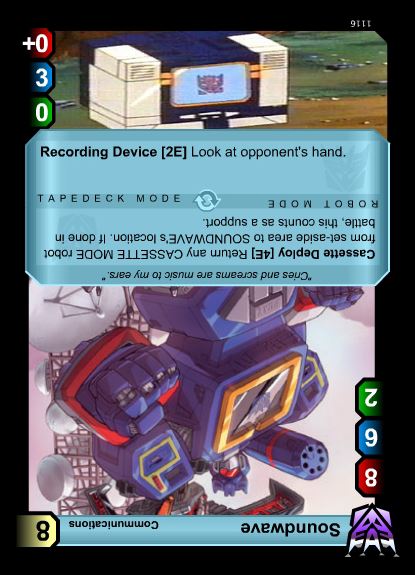 1116
+0
3
0
Recording Device [2E] Look at opponent's hand.
TAPEDECK MODE
ROBOT MODE
Cassette Deploy [4E] Return any CASSETTE MODE robot
from set-aside area to SOUNDWAVE's location. If done in
battle, this counts as a support.
"Cries and screams are music to my ears."
2
6
8
Soundwave
Communications
8